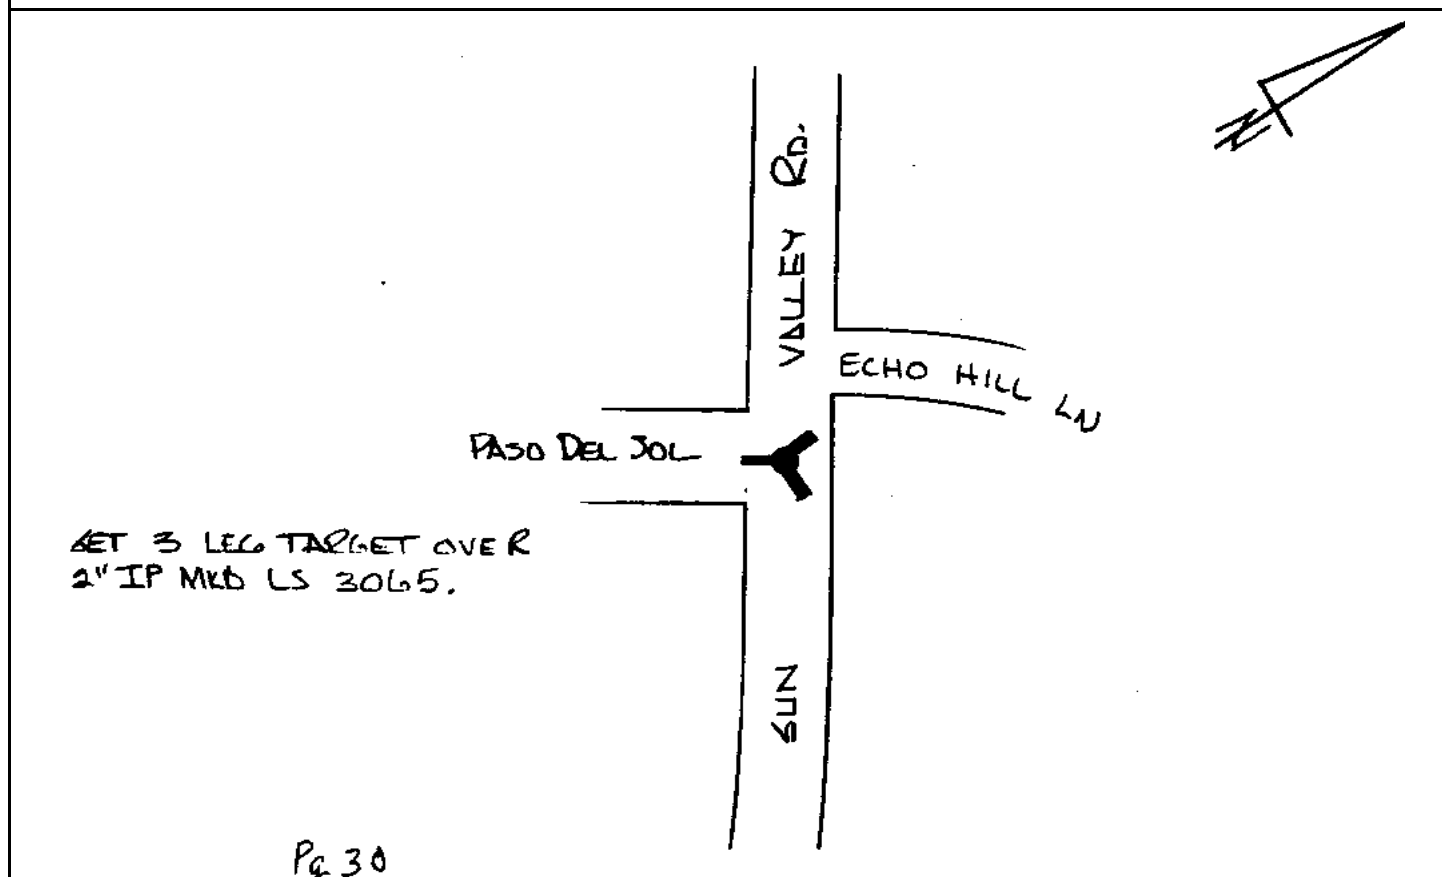 N
VALLEY RD.
ECHO HILL LN
PASO DEL SOL
SET 3 LEG TARGET OVER
2" IP MKD LS 3065.
SUN
Pg 30